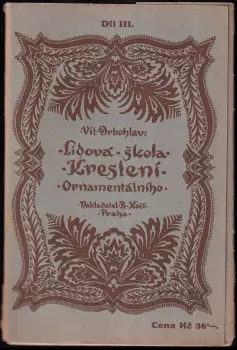 Díl III.
Vít Drbohlav:
Lidová · škola ·
Kreslení ·
· Ornamentálního ·
· Nakladatel · B · Kočí ·
· Praha ·
Cena Kč 36·—.